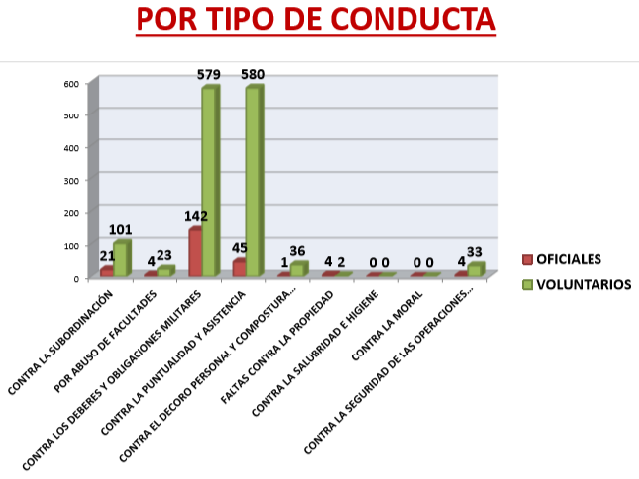 POR TIPO DE CONDUCTA
600
500
400
300
200
100
0
21
101
4
23
142
579
45
580
1
36
4
2
0
0
0
0
4
33
CONTRA LA SUBORDINACIÓN
POR ABUSO DE FACULTADES
CONTRA LOS DEBERES Y OBLIGACIONES MILITARES
CONTRA LA PUNTUALIDAD Y ASISTENCIA
CONTRA EL DECORO PERSONAL Y COMPOSTURA...
FALTAS CONTRA LA PROPIEDAD
CONTRA LA SALUBRIDAD E HIGIENE
CONTRA LA MORAL
CONTRA LA SEGURIDAD DE LAS OPERACIONES...
OFICIALES
VOLUNTARIOS